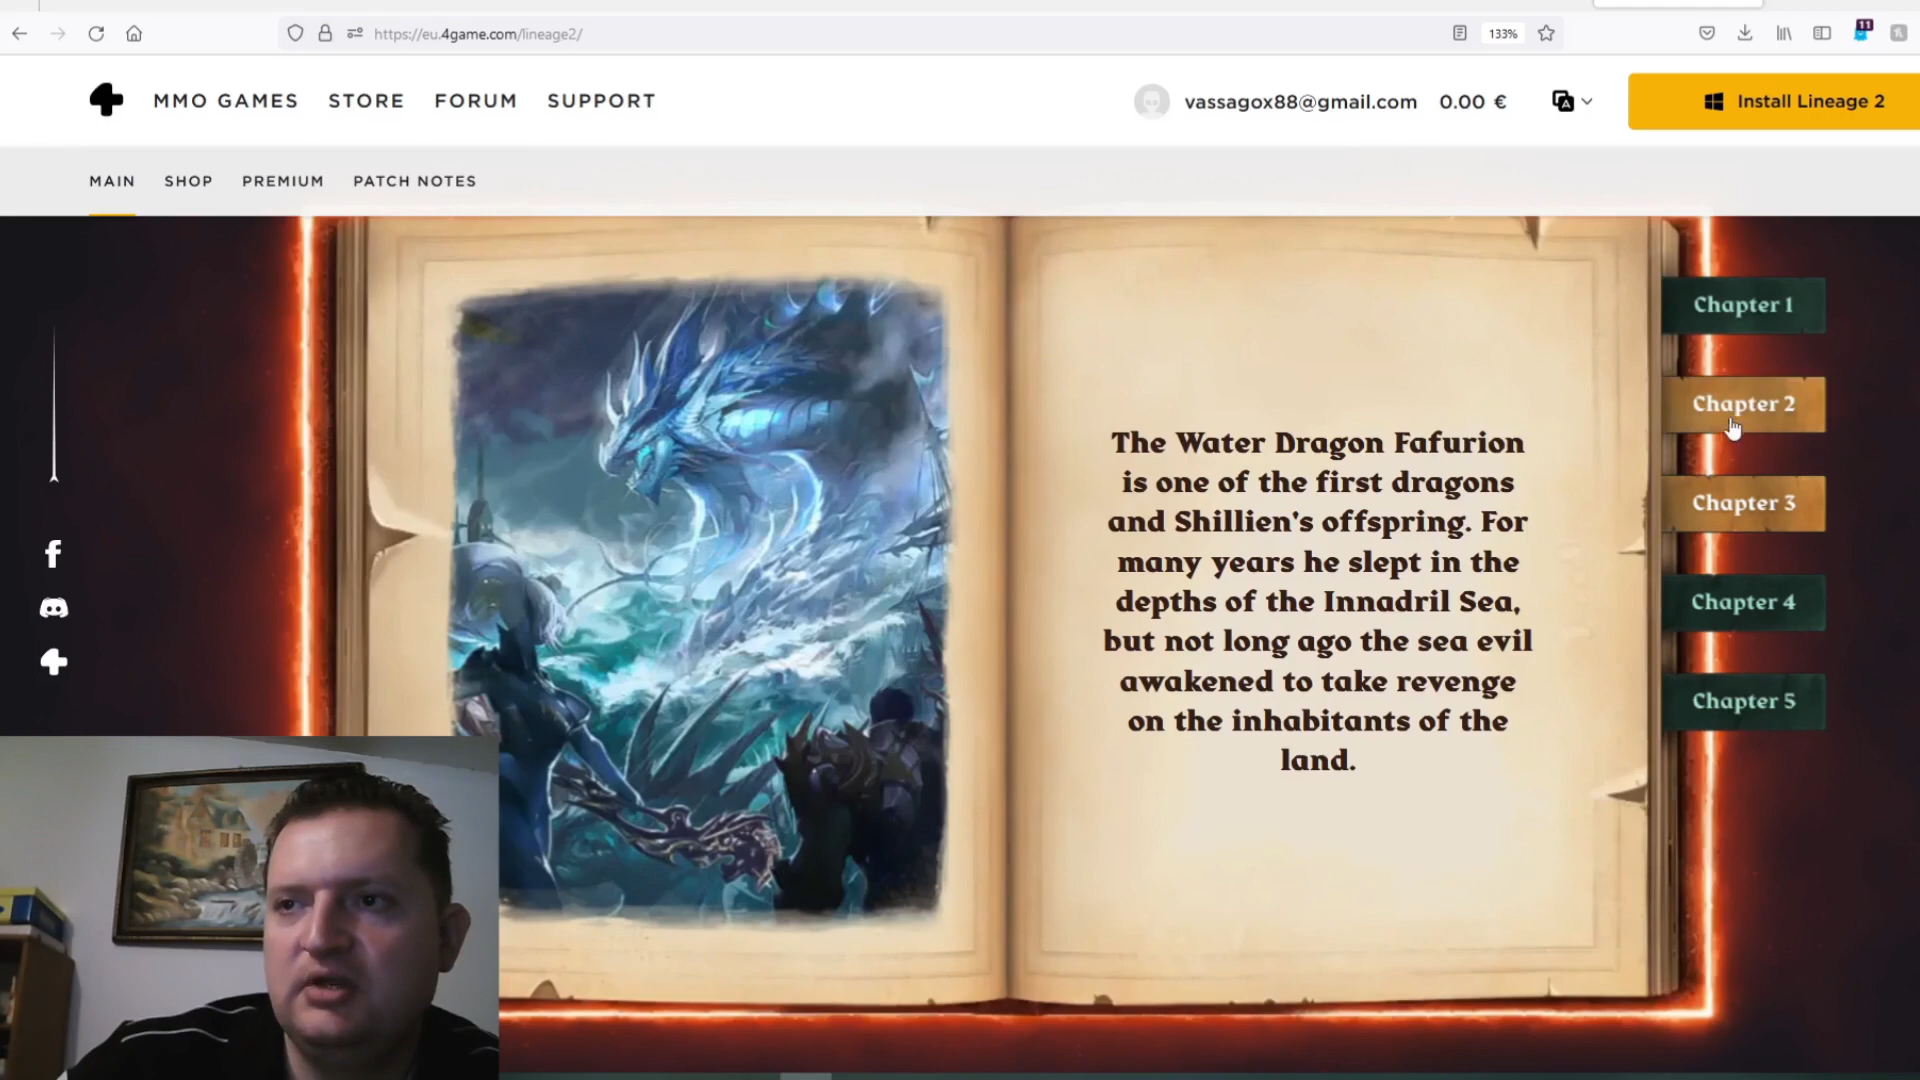 https://eu.4game.com/lineage2/
133%
11
MMO GAMES STORE FORUM SUPPORT
vassagox88@gmail.com 0.00 €
Install Lineage 2
MAIN SHOP PREMIUM PATCH NOTES
The Water Dragon Fafurion
is one of the first dragons
and Shillien's offspring. For
many years he slept in the
depths of the Innadril Sea,
but not long ago the sea evil
awakened to take revenge
on the inhabitants of the
land.
Chapter 1
Chapter 2
Chapter 3
Chapter 4
Chapter 5